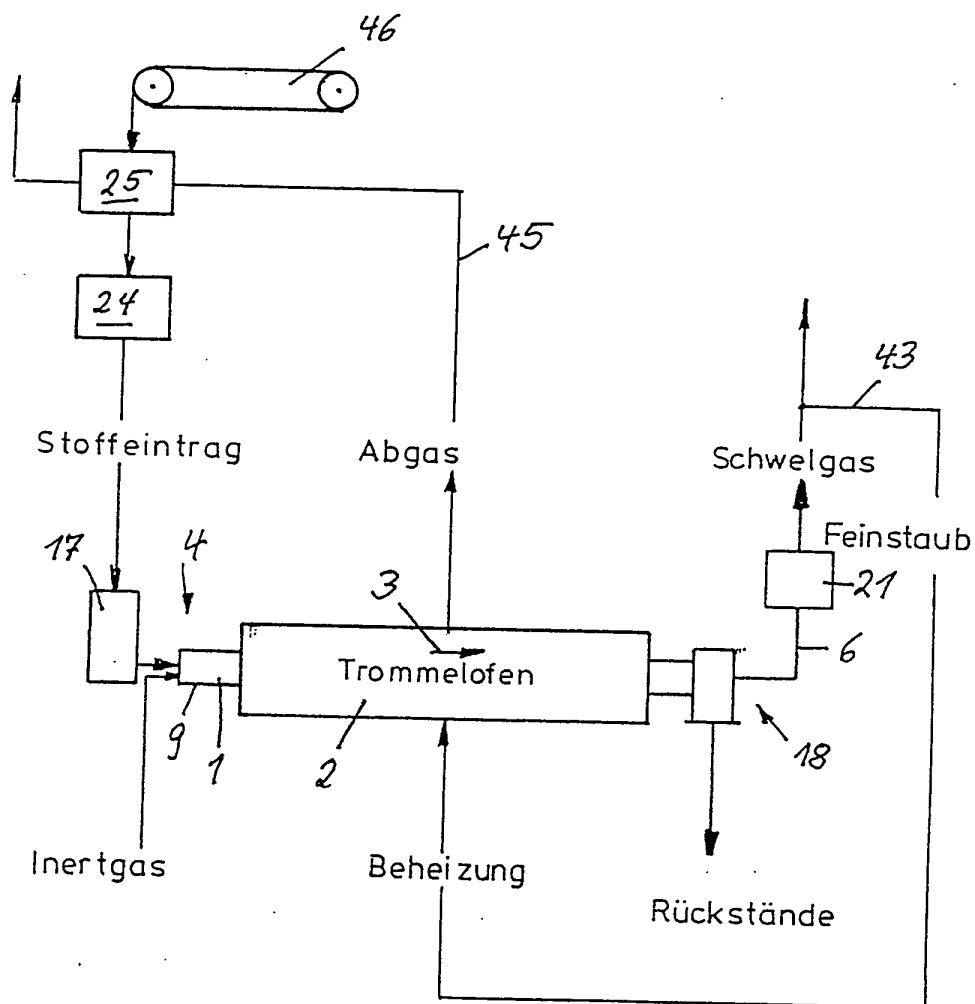 46
25
45
24
43
Stoffeintrag
Abgas
Schwelgas
17
4
Feinstaub
3
21
Trommelofen
6
9
1
2
18
Inertgas
Beheizung
Rückstände